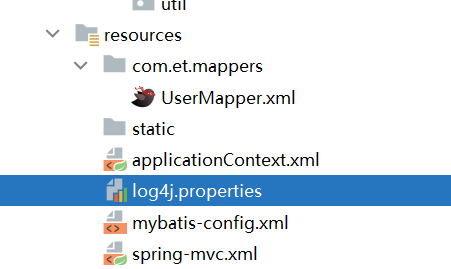 util
resources
com.et.mappers
UserMapper.xml
static
applicationContext.xml
log4j.properties
mybatis-config.xml
spring-mvc.xml